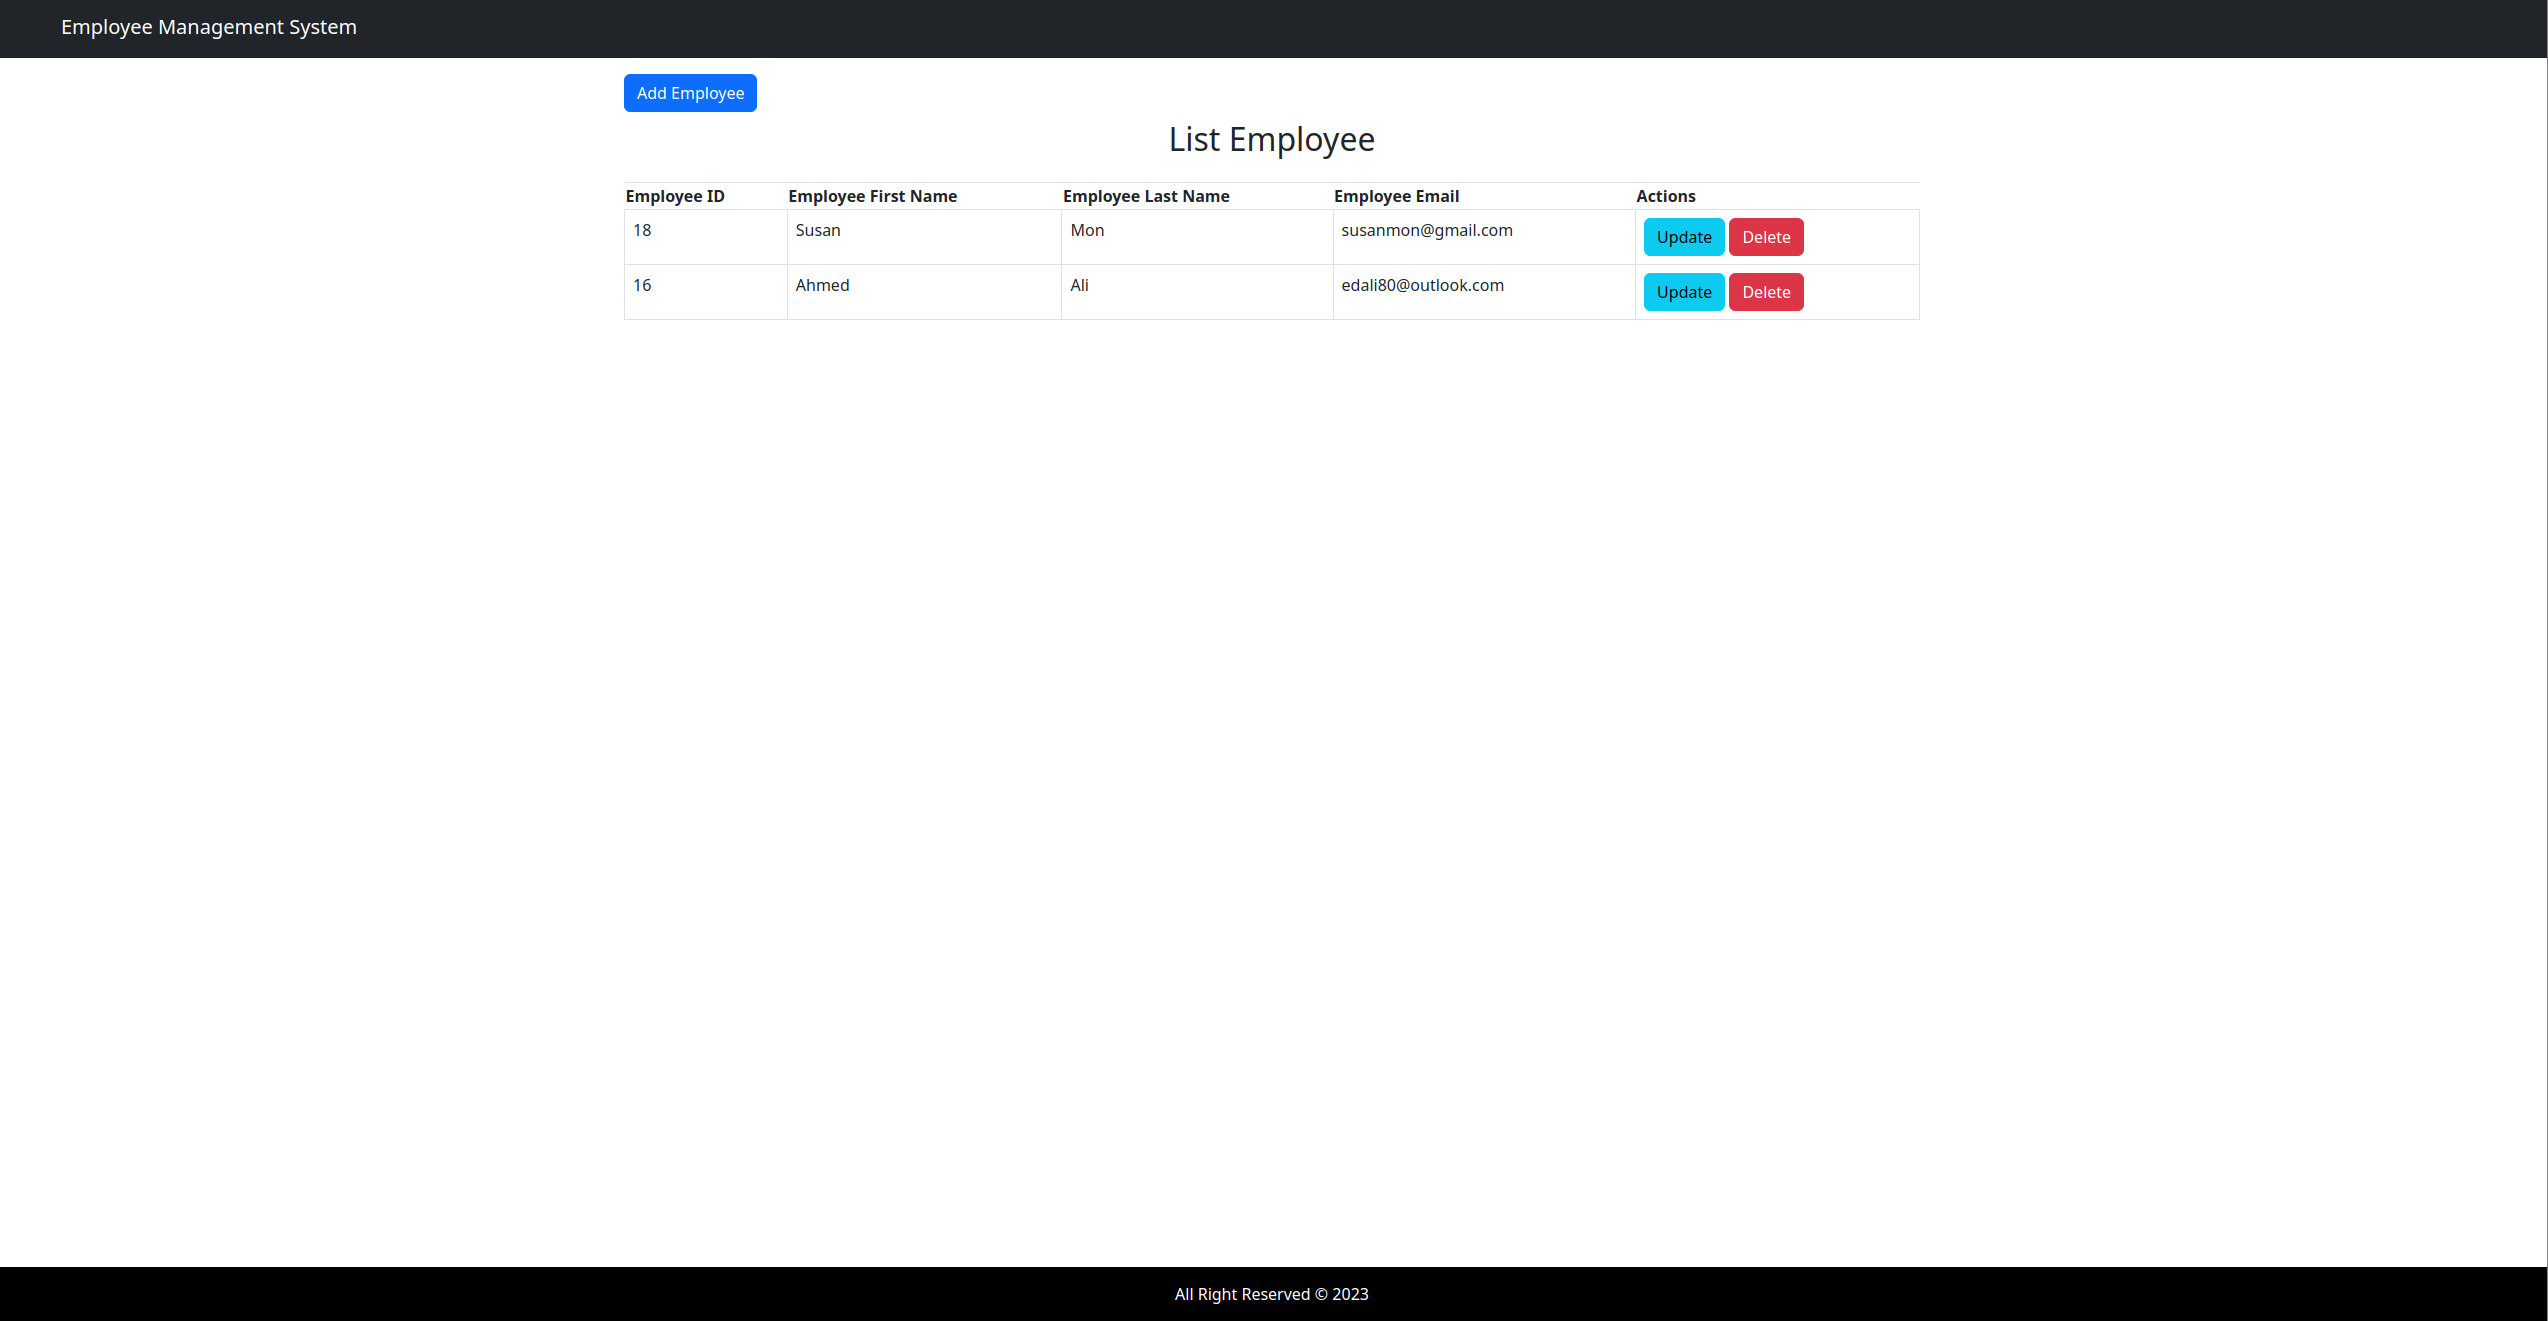 Employee Management System
Add Employee
List Employee
Employee ID Employee First Name Employee Last Name Employee Email Actions
18 Susan Mon susanmon@gmail.com Update Delete
16 Ahmed Ali edali80@outlook.com Update Delete
All Right Reserved © 2023